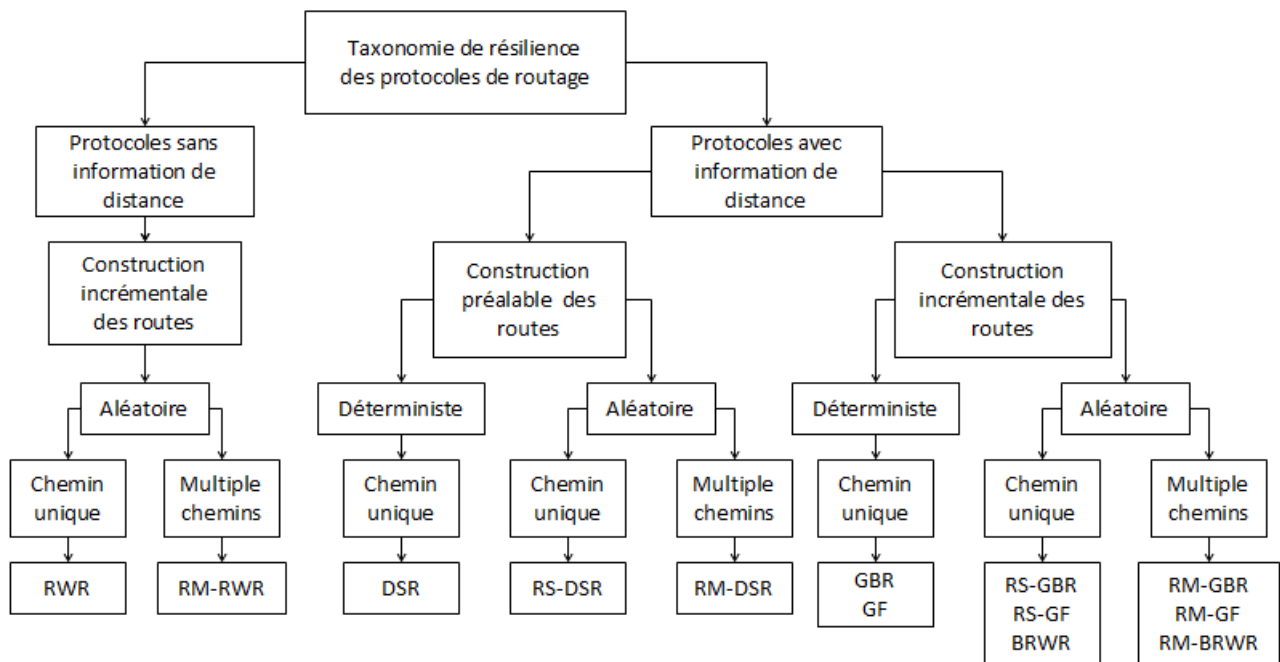 Taxonomie de résilience
des protocoles de routage
Protocoles sans
information de
distance
Protocoles avec
information de
distance
Construction
incrémentale
des routes
Construction
préalable des
routes
Construction
incrémentale des
routes
Aléatoire
Déterministe
Aléatoire
Déterministe
Aléatoire
Chemin
unique
Multiple
chemins
Chemin
unique
Chemin
unique
Multiple
chemins
Chemin
unique
Chemin
unique
Multiple
chemins
RWR
RM-RWR
DSR
RS-DSR
RM-DSR
GBR
GF
RS-GBR
RS-GF
BRWR
RM-GBR
RM-GF
RM-BRWR